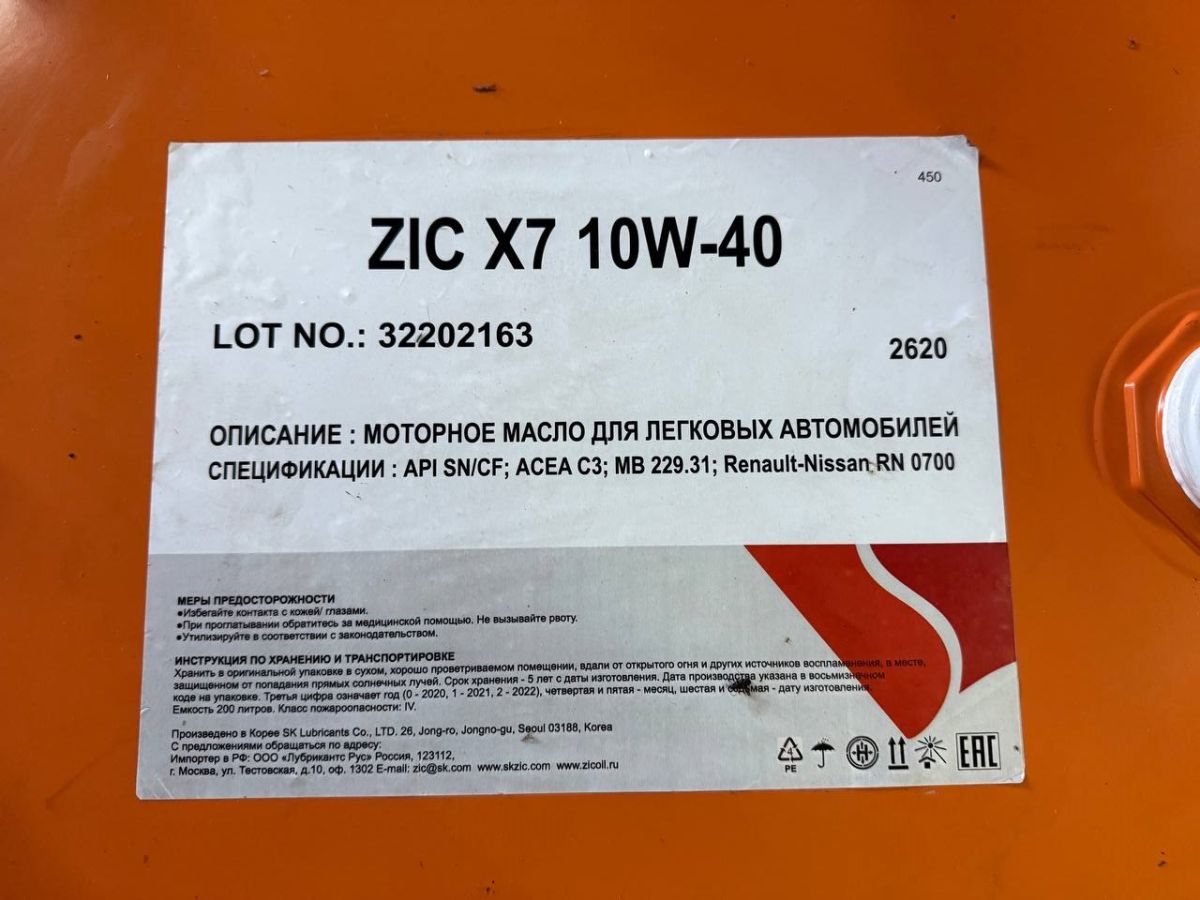 450
ZIC X7 10W-40
LOT NO.: 32202163
2620
ОПИСАНИЕ : МОТОРНОЕ МАСЛО ДЛЯ ЛЕГКОВЫХ АВТОМОБИЛЕЙ
СПЕЦИФИКАЦИИ : API SN/CF; ACEA C3; MB 229.31; Renault-Nissan RN 0700
МЕРЫ ПРЕДОСТОРОЖНОСТИ
●Избегайте контакта с кожей/ глазами.
●При проглатывании обратитесь за медицинской помощью. Не вызывайте рвоту.
●Утилизируйте в соответствии с законодательством.
ИНСТРУКЦИЯ ПО ХРАНЕНИЮ И ТРАНСПОРТИРОВКЕ
Хранить в оригинальной упаковке в сухом, хорошо проветриваемом помещении, вдали от открытого огня и других источников воспламенения, в месте,
защищенном от попадания прямых солнечных лучей. Срок хранения - 5 лет с даты изготовления. Дата производства указана в восьмизначном
коде на упаковке. Третья цифра означает год (0 - 2020, 1 - 2021, 2 - 2022), четвертая и пятая - месяц, шестая и седьмая - дату изготовления.
Емкость 200 литров. Класс пожароопасности: IV.
Произведено в Корее SK Lubricants Co., LTD. 26, Jong-ro, Jongno-gu, Seoul 03188, Korea
С предложениями обращаться по адресу:
Импортер в РФ: ООО «Лубрикантс Рус» Россия, 123112,
г. Москва, ул. Тестовская, д.10, оф. 1302 E-mail: zic@sk.com www.skzic.com www.zicoil.ru
4
PE
EAC